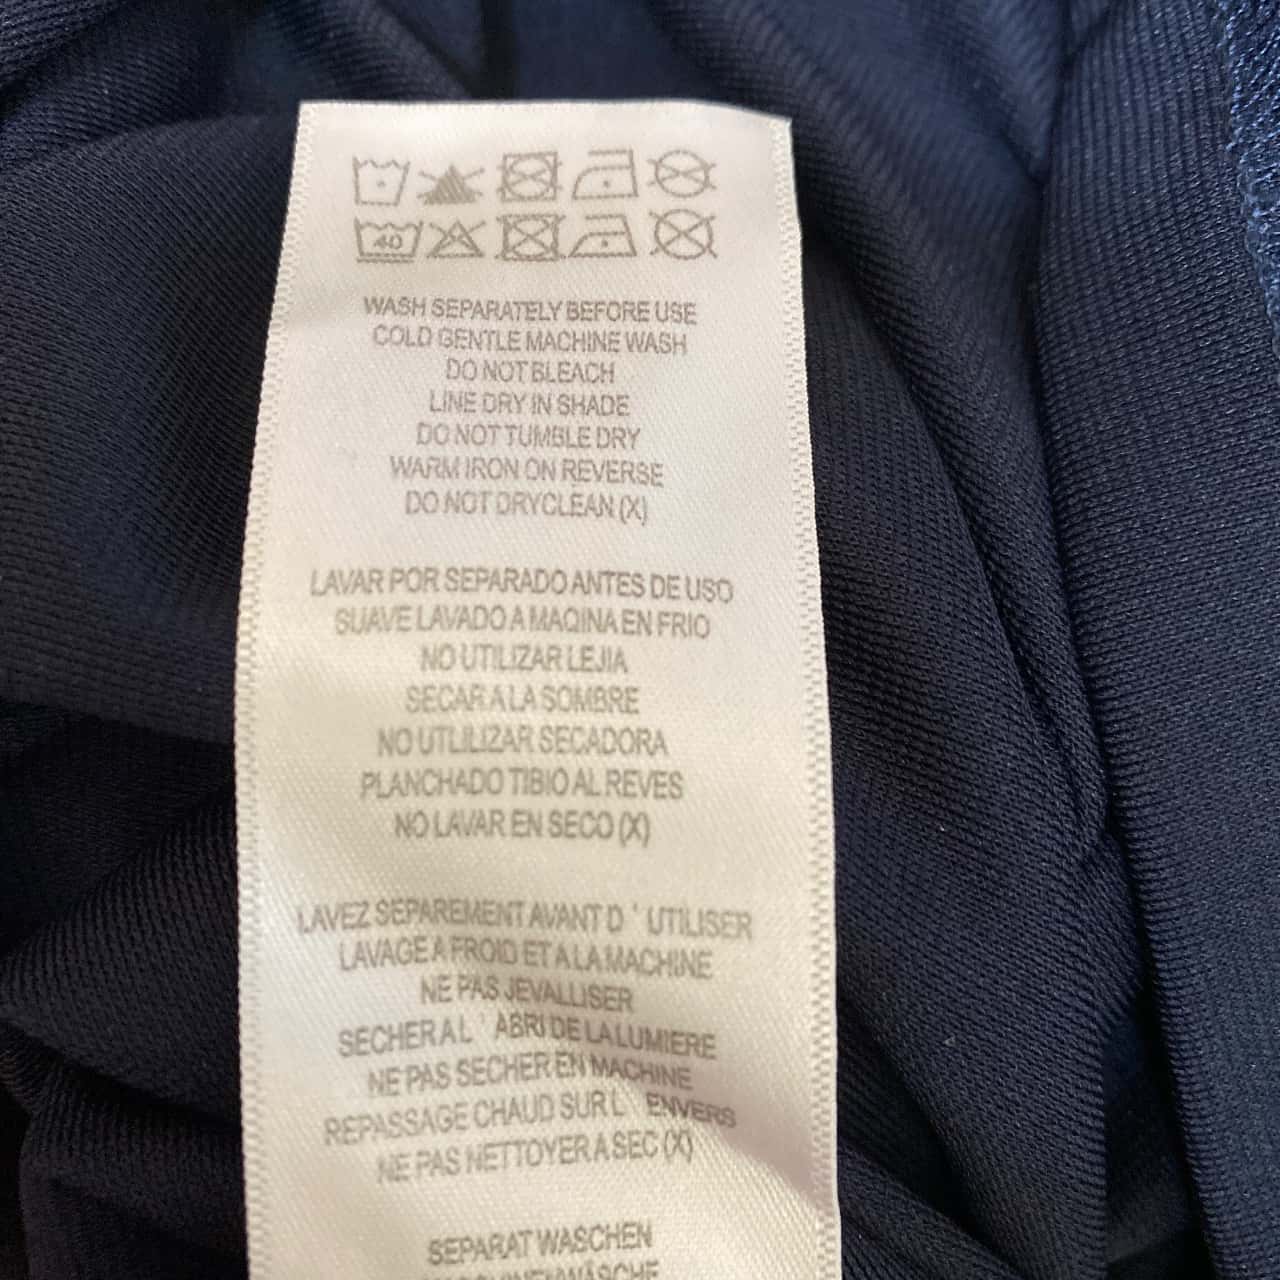 40
WASH SEPARATELY BEFORE USE
COLD GENTLE MACHINE WASH
DO NOT BLEACH
LINE DRY IN SHADE
DO NOT TUMBLE DRY
WARM IRON ON REVERSE
DO NOT DRYCLEAN (X)
LAVAR POR SEPARADO ANTES DE USO
SUAVE LAVADO A MAQINA EN FRIO
NO UTILIZAR LEJIA
SECAR A LA SOMBRE
NO UTLILIZAR SECADORA
PLANCHADO TIBIO AL REVES
NO LAVAR EN SECO (X)
LAVEZ SEPAREMENT AVANT D ' UTILISER
LAVAGE A FROID ET A LA MACHINE
NE PAS JEVALLISER
SECHER A L ' ABRI DE LA LUMIERE
NE PAS SECHER EN MACHINE
REPASSAGE CHAUD SUR L ' ENVERS
NE PAS NETTOYER A SEC (X)
SEPARAT WASCHEN